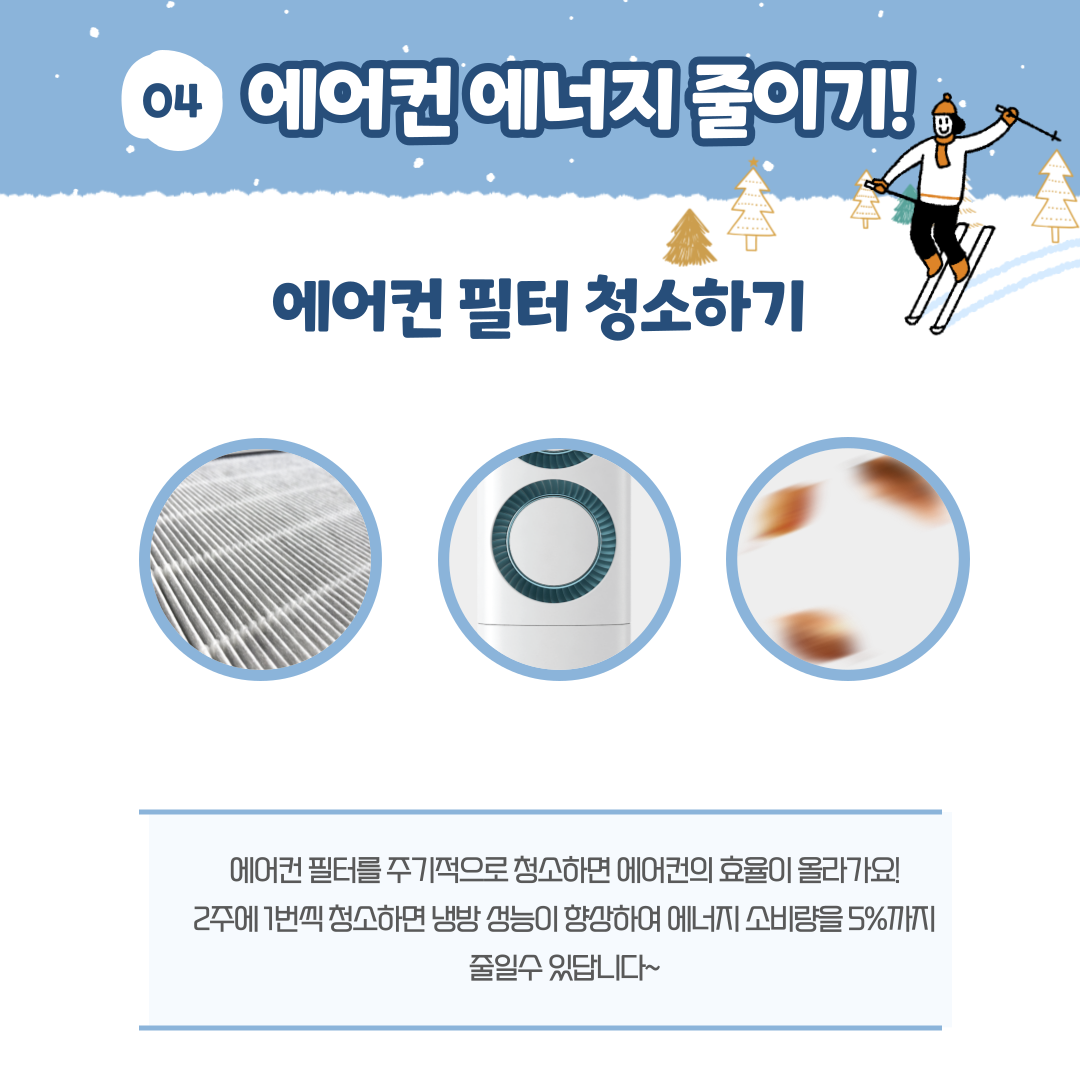 04
에어컨 에너지 줄이기!
에어컨 필터 청소하기
에어컨 필터를 주기적으로 청소하면 에어컨의 효율이 올라가요!
2주에 1번씩 청소하면 냉방 성능이 향상하여 에너지 소비량을 5%까지
줄일수 있답니다~